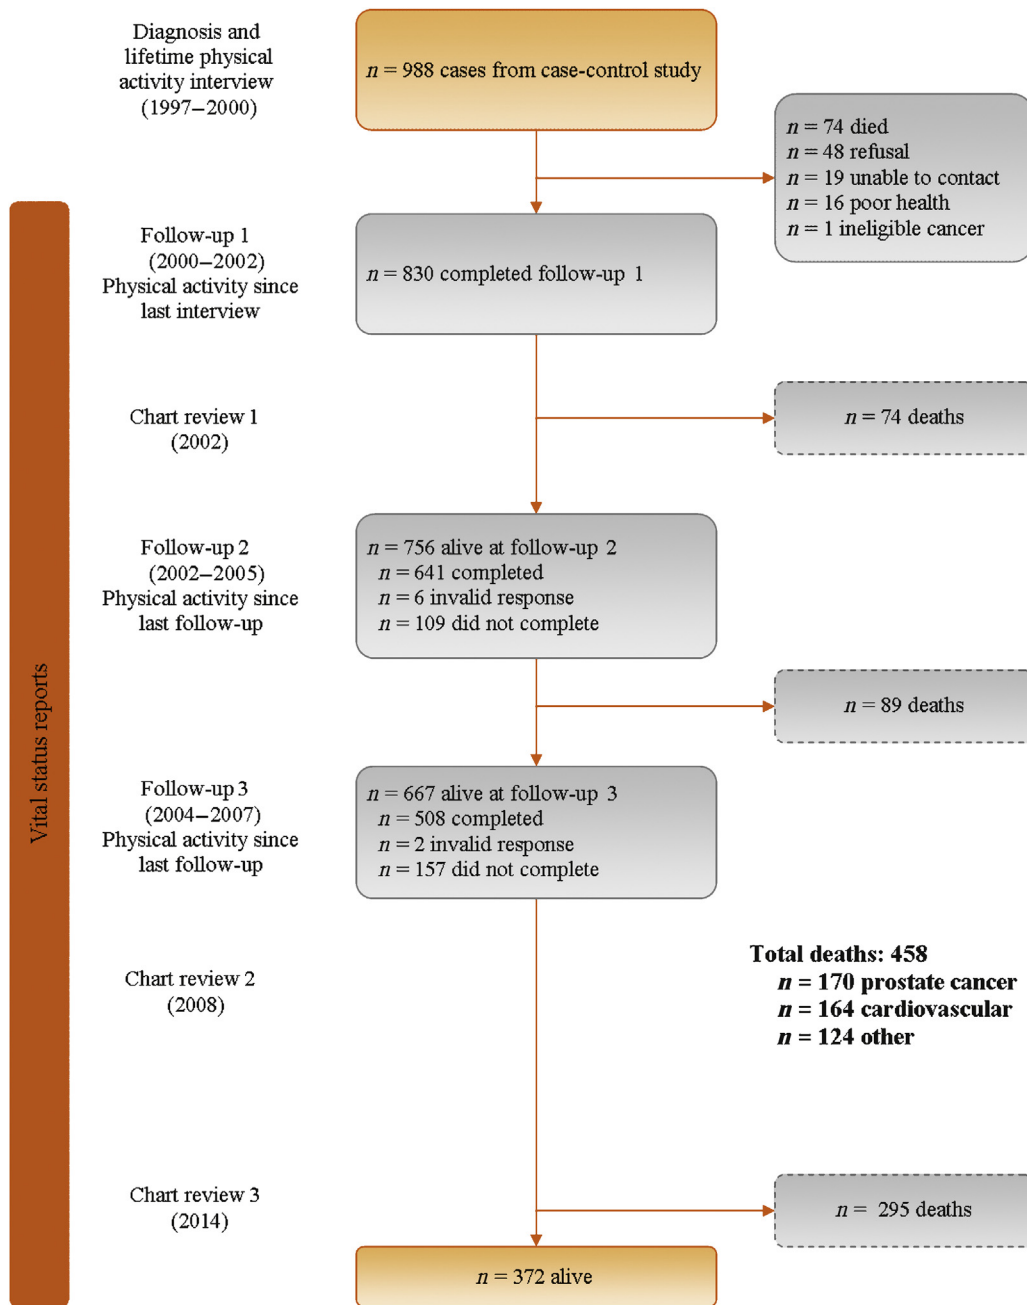 Diagnosis and
lifetime physical
activity interview
(1997–2000)
n = 988 cases from case-control study
n = 74 died
n = 48 refusal
n = 19 unable to contact
n = 16 poor health
n = 1 ineligible cancer
Vital status reports
Follow-up 1
(2000–2002)
Physical activity since
last interview
n = 830 completed follow-up 1
Chart review 1
(2002)
n = 74 deaths
Follow-up 2
(2002–2005)
Physical activity since
last follow-up
n = 756 alive at follow-up 2
n = 641 completed
n = 6 invalid response
n = 109 did not complete
n = 89 deaths
Follow-up 3
(2004–2007)
Physical activity since
last follow-up
n = 667 alive at follow-up 3
n = 508 completed
n = 2 invalid response
n = 157 did not complete
Chart review 2
(2008)
Total deaths: 458
n = 170 prostate cancer
n = 164 cardiovascular
n = 124 other
Chart review 3
(2014)
n = 295 deaths
n = 372 alive